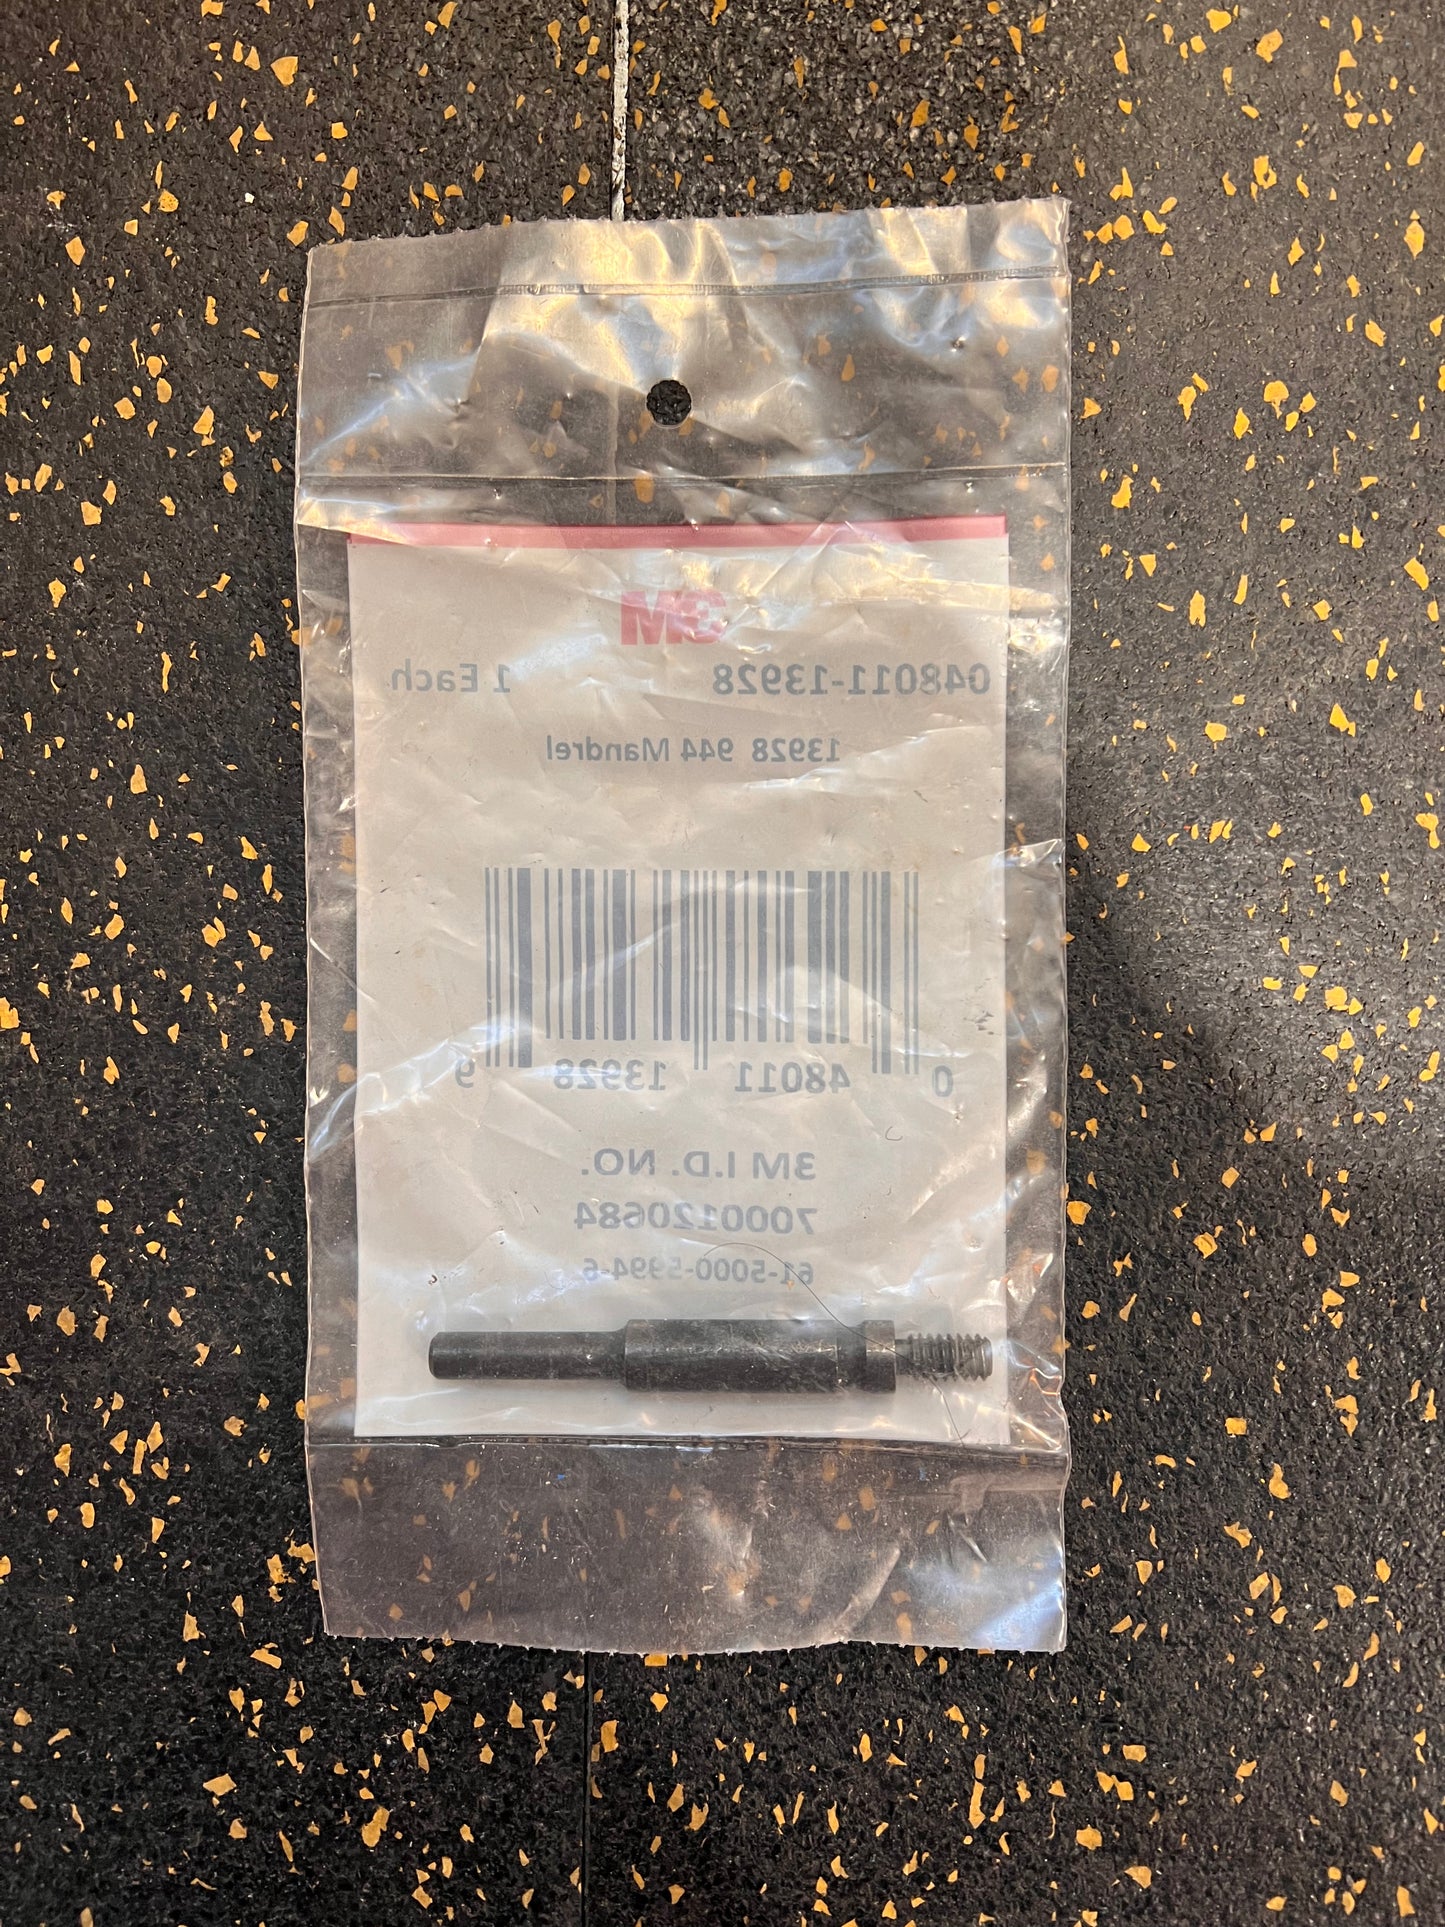 3M
048011-13928 1 Each
13928 944 Mandrel
0 48011 13928 9
3M I.D. NO.
7000120684
61-5000-5994-6